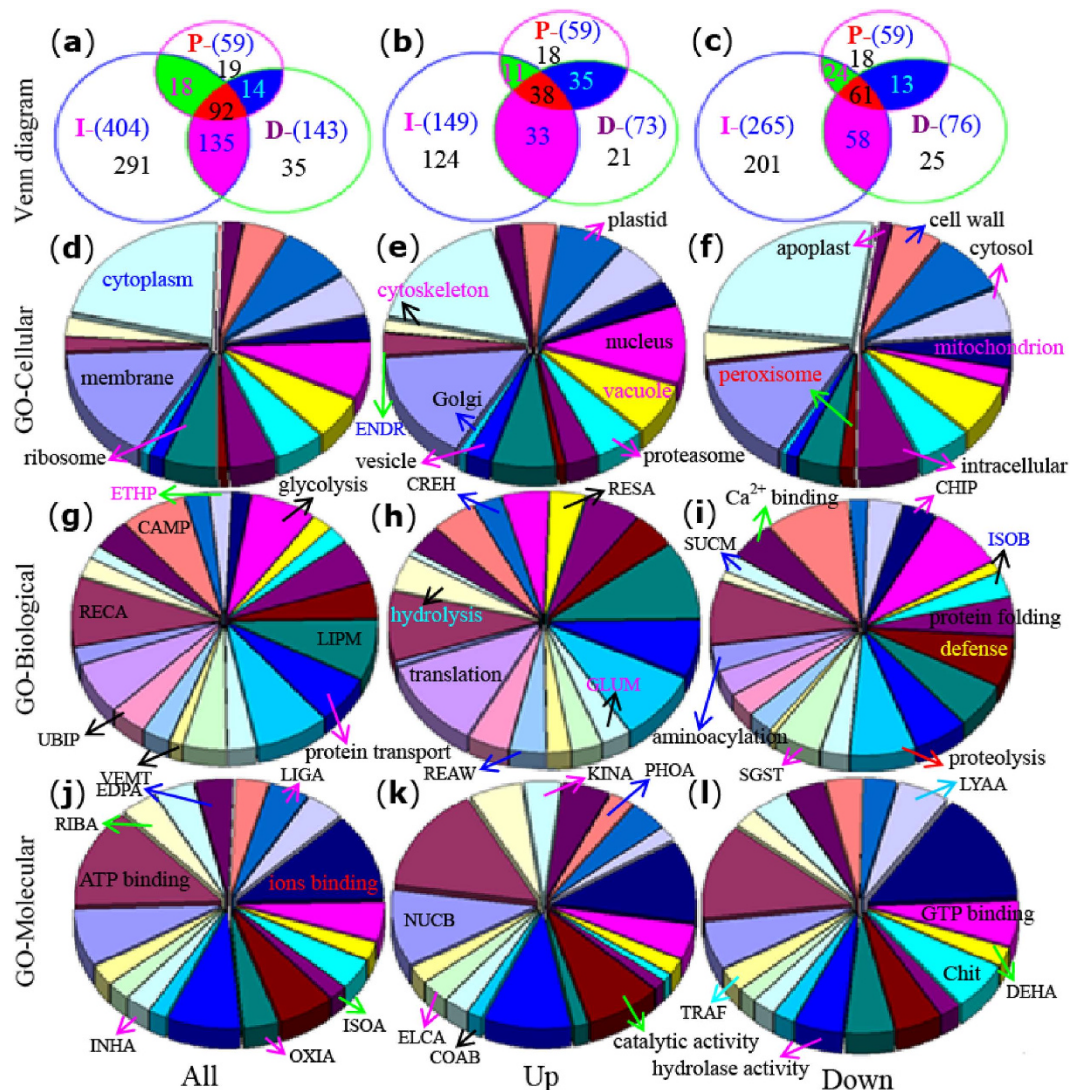 (a)
P-(59)
19
18
14
92
I-(404)
D-(143)
135
291
35
(b)
P-(59)
18
11
35
38
I-(149)
D-(73)
33
124
21
(c)
P-(59)
18
24
13
61
I-(265)
D-(76)
58
201
25
Venn diagram
(d)
cytoplasm
membrane
ribosome
(e)
plastid
cytoskeleton
nucleus
vacuole
Golgi
ENDR
vesicle
proteasome
(f)
apoplast
cell wall
cytosol
mitochondrion
peroxisome
intracellular
GO-Cellular
(g)
ETHP
glycolysis
CAMP
RECA
LIPM
UBIP
VEMT
protein transport
(h)
CREH
RESA
hydrolysis
translation
GLUM
REAW
(i)
Ca2+ binding
CHIP
SUCM
ISOB
protein folding
defense
aminoacylation
SGST
proteolysis
GO-Biological
(j)
EDPA
LIGA
RIBA
ATP binding
ions binding
INHA
OXIA
ISOA
(k)
KINA
PHOA
NUCB
ELCA
COAB
catalytic activity
(l)
LYAA
GTP binding
Chit
DEHA
TRAF
hydrolase activity
GO-Molecular
All
Up
Down